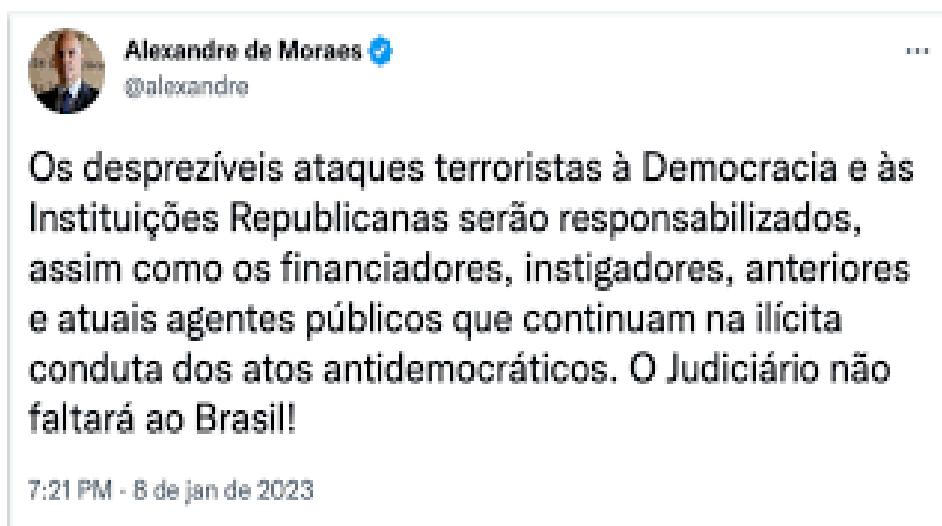 Alexandre de Moraes
@alexandre
Os desprezíveis ataques terroristas à Democracia e às
Instituições Republicanas serão responsabilizados,
assim como os financiadores, instigadores, anteriores
e atuais agentes públicos que continuam na ilícita
conduta dos atos antidemocráticos. O Judiciário não
faltará ao Brasil!
7:21 PM · 8 de jan de 2023